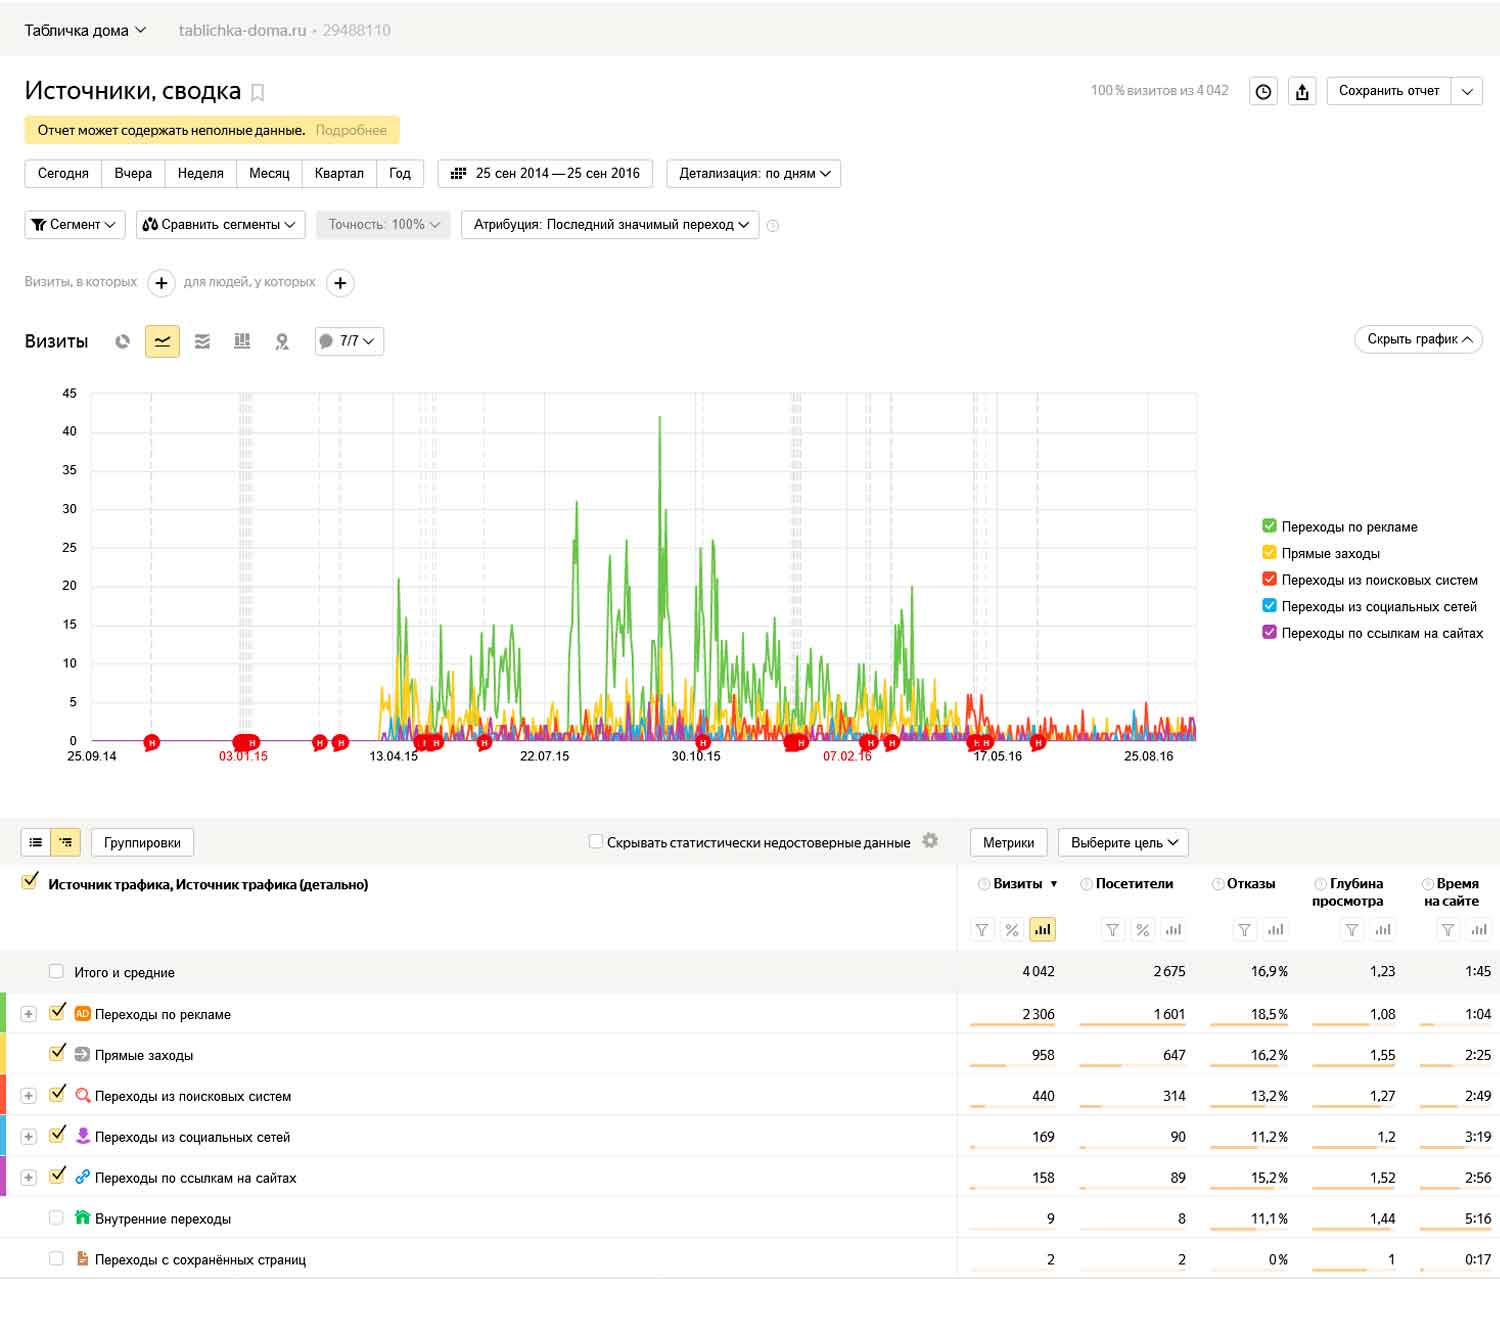 Табличка дома tablichka-doma.ru • 29488110
Источники, сводка 100 % визитов из 4 042 Сохранить отчет
Отчет может содержать неполные данные. Подробнее
Сегодня Вчера Неделя Месяц Квартал Год 25 сен 2014 — 25 сен 2016 Детализация: по дням
Сегмент Сравнить сегменты Точность: 100% Атрибуция: Последний значимый переход ?
Визиты, в которых + для людей, у которых +
Визиты 7/7 Скрыть график
45
40
35
30
25
20
15
10
5
0
Н Н Н Н Н Н Н Н Н Н Н Н Н Н
25.09.14 03.01.15 13.04.15 22.07.15 30.10.15 07.02.16 17.05.16 25.08.16
Переходы по рекламе
Прямые заходы
Переходы из поисковых систем
Переходы из социальных сетей
Переходы по ссылкам на сайтах
Группировки Скрывать статистически недостоверные данные Метрики Выберите цель
Источник трафика, Источник трафика (детально) ? Визиты ▼ ? Посетители ? Отказы ? Глубина просмотра ? Время на сайте
% %
Итого и средние 4 042 2 675 16,9 % 1,23 1:45
AD Переходы по рекламе 2 306 1 601 18,5 % 1,08 1:04
Прямые заходы 958 647 16,2 % 1,55 2:25
Переходы из поисковых систем 440 314 13,2 % 1,27 2:49
Переходы из социальных сетей 169 90 11,2 % 1,2 3:19
Переходы по ссылкам на сайтах 158 89 15,2 % 1,52 2:56
Внутренние переходы 9 8 11,1 % 1,44 5:16
Переходы с сохранённых страниц 2 2 0 % 1 0:17